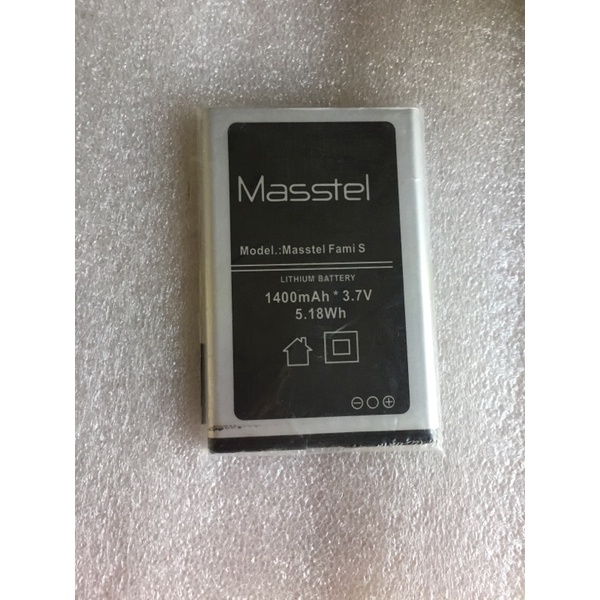 Masstel
Model.:Masstel Fami S
LITHIUM BATTERY
1400mAh * 3.7V
5.18Wh